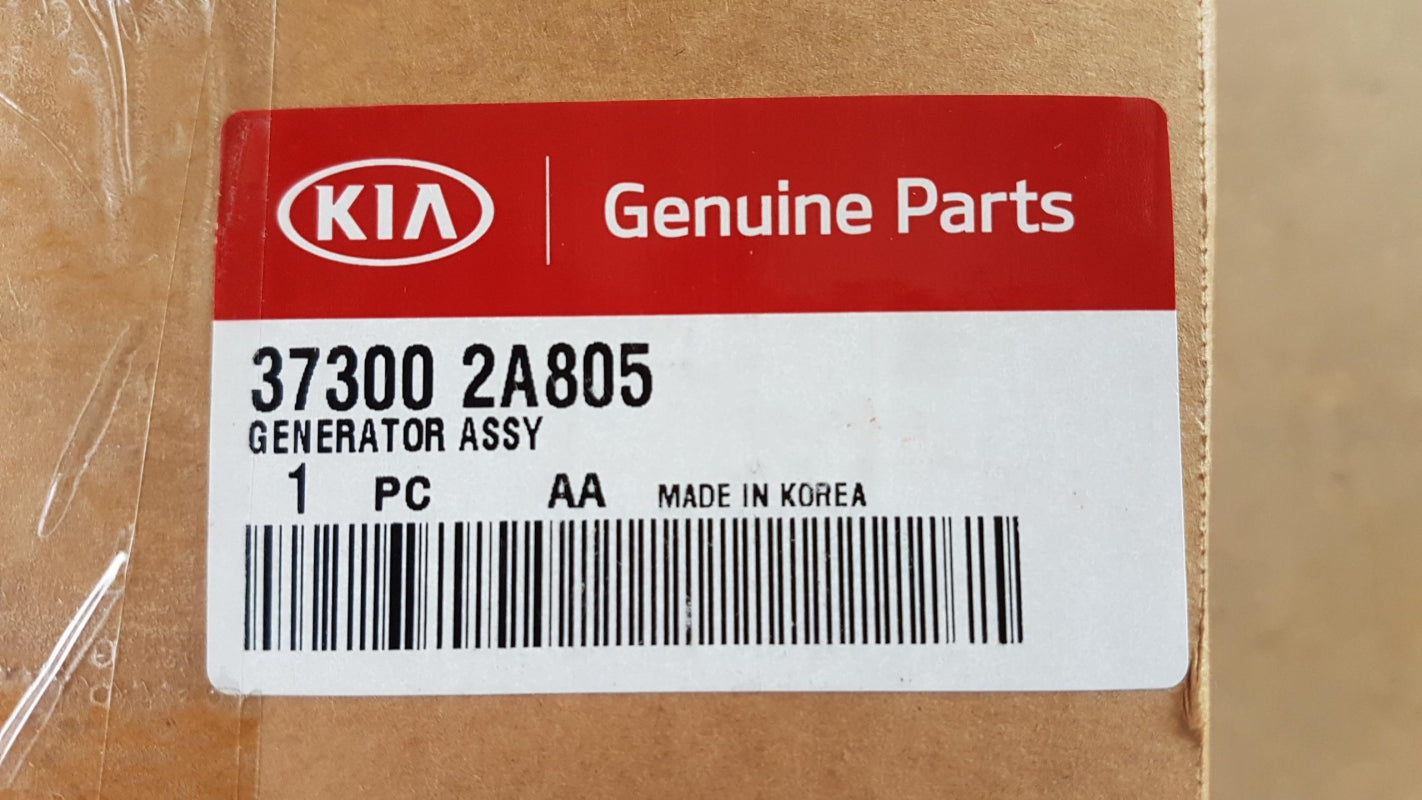 KIA Genuine Parts
37300 2A805
GENERATOR ASSY
1 PC AA MADE IN KOREA